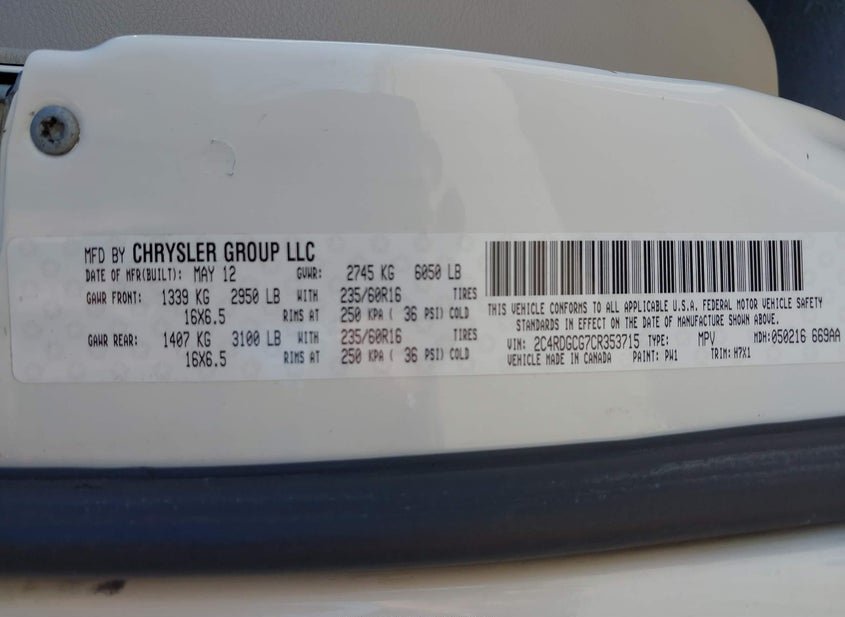 MFD BY CHRYSLER GROUP LLC
DATE OF MFR(BUILT): MAY 12 GVWR: 2745 KG 6050 LB
GAWR FRONT: 1339 KG 2950 LB WITH 235/60R16 TIRES
16X6.5 RIMS AT 250 KPA ( 36 PSI) COLD
GAWR REAR: 1407 KG 3100 LB WITH 235/60R16 TIRES
16X6.5 RIMS AT 250 KPA ( 36 PSI) COLD
THIS VEHICLE CONFORMS TO ALL APPLICABLE U.S.A. FEDERAL MOTOR VEHICLE SAFETY
STANDARDS IN EFFECT ON THE DATE OF MANUFACTURE SHOWN ABOVE.
VIN: 2C4RDGCG7CR353715 TYPE: MPV MDH:050216 669AA
VEHICLE MADE IN CANADA PAINT: PW1 TRIM: H7X1